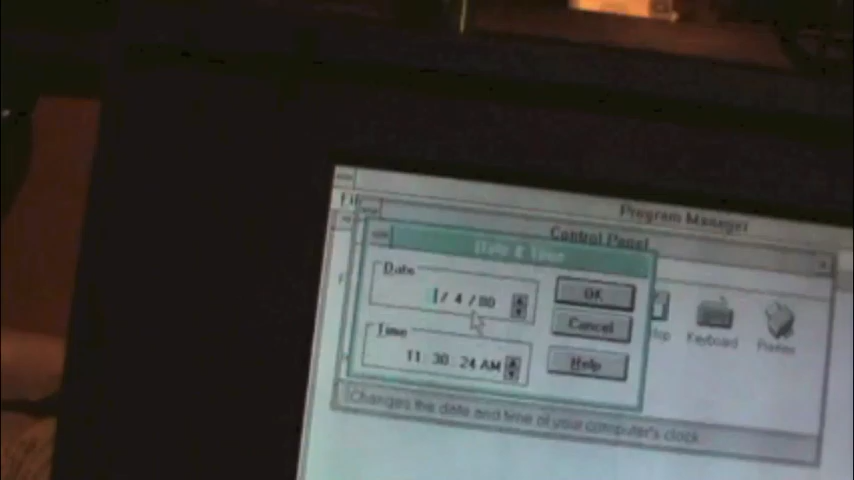 Program Manager
Control Panel
Date & Time
Date
/ 4 / 80
OK
Cancel
Time
11: 30: 24 AM
Help
Keyboard
Changes the date and time of your computer's clock